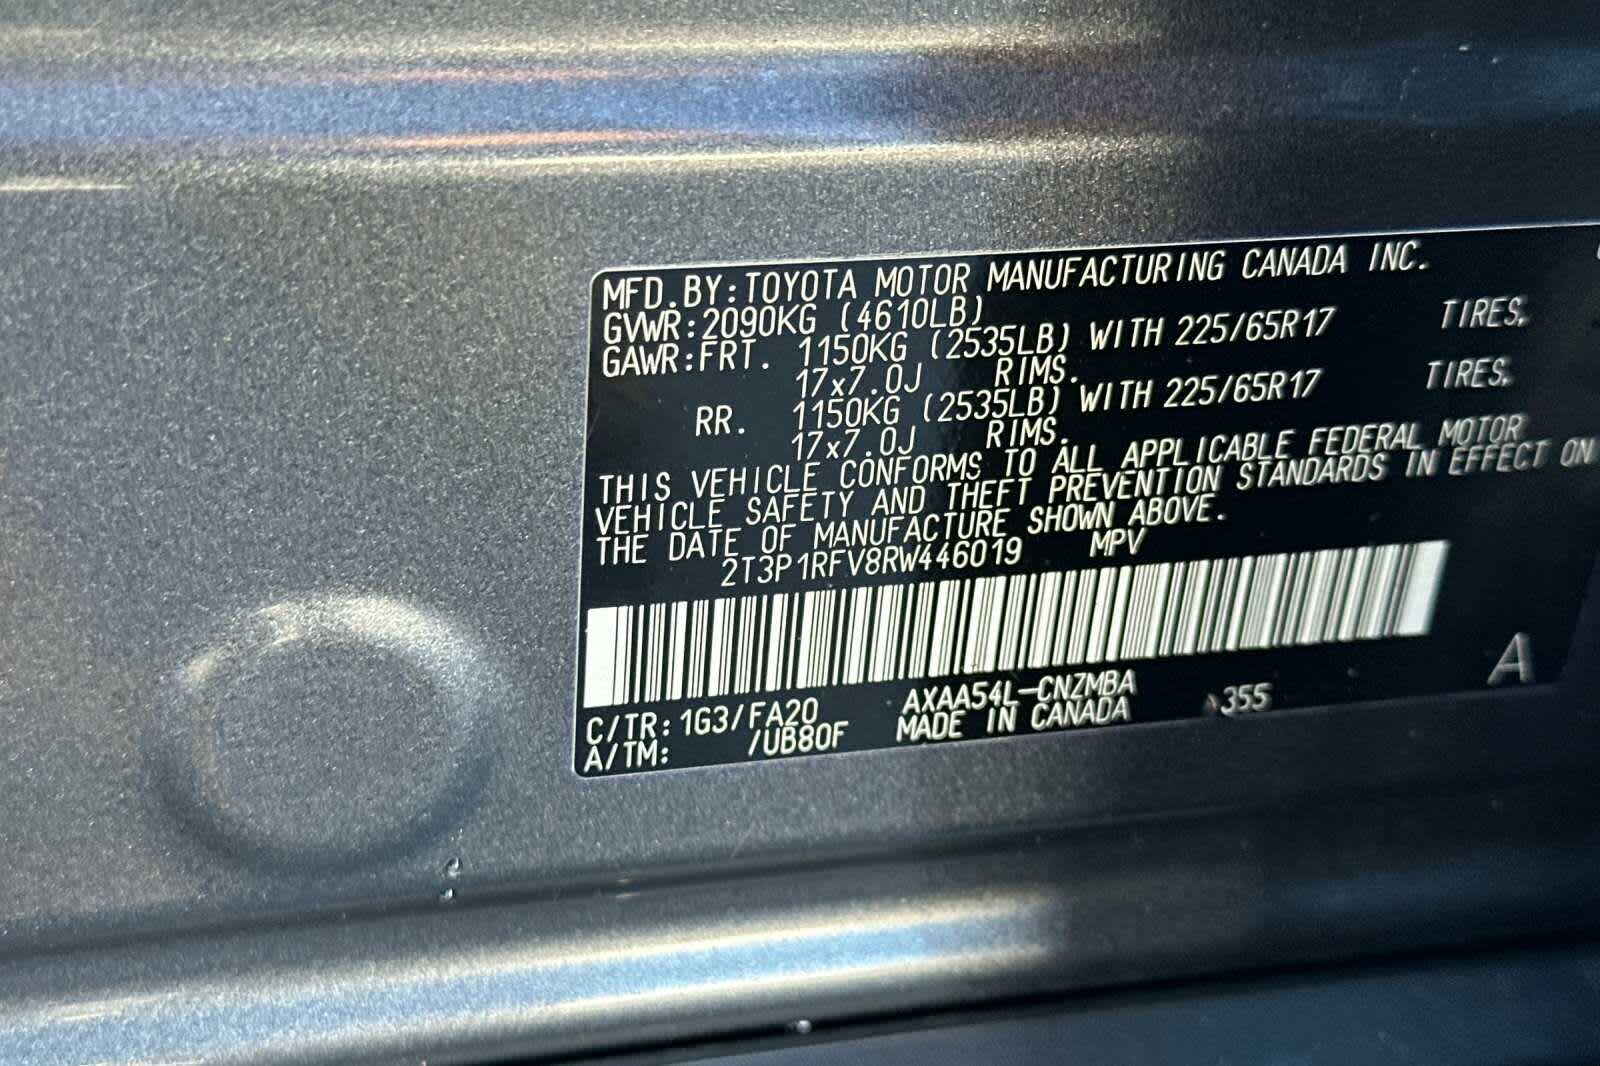 MFD.BY:TOYOTA MOTOR MANUFACTURING CANADA INC.
GVWR:2090KG (4610LB)
GAWR:FRT. 1150KG (2535LB) WITH 225/65R17 TIRES,
17x7.0J RIMS.
RR. 1150KG (2535LB) WITH 225/65R17 TIRES,
17x7.0J RIMS.
THIS VEHICLE CONFORMS TO ALL APPLICABLE FEDERAL MOTOR
VEHICLE SAFETY AND THEFT PREVENTION STANDARDS IN EFFECT ON
THE DATE OF MANUFACTURE SHOWN ABOVE.
2T3P1RFV8RW446019 MPV
C/TR:1G3/FA20 AXAA54L-CNZMBA 355 A
A/TM: /UB80F MADE IN CANADA